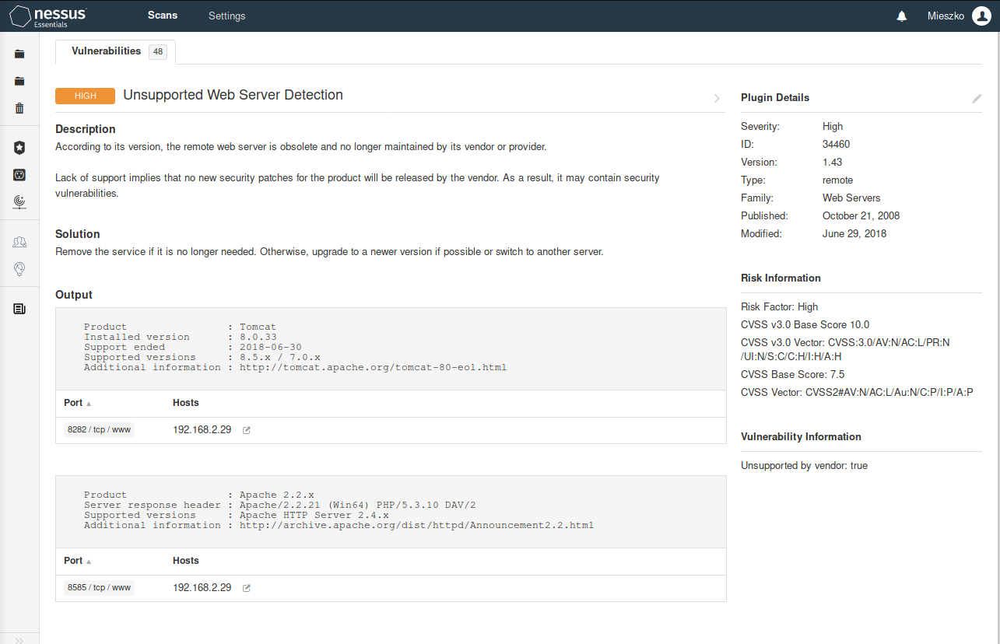 nessus
Essentials
Scans
Settings
Mieszko
Vulnerabilities 48
HIGH Unsupported Web Server Detection
Description
According to its version, the remote web server is obsolete and no longer maintained by its vendor or provider.
Lack of support implies that no new security patches for the product will be released by the vendor. As a result, it may contain security
vulnerabilities.
Solution
Remove the service if it is no longer needed. Otherwise, upgrade to a newer version if possible or switch to another server.
Output
Product : Tomcat
Installed version : 8.0.33
Support ended : 2018-06-30
Supported versions : 8.5.x / 7.0.x
Additional information : http://tomcat.apache.org/tomcat-80-eol.html
Port ▲ Hosts
8282 / tcp / www 192.168.2.29
Product : Apache 2.2.x
Server response header : Apache/2.2.21 (Win64) PHP/5.3.10 DAV/2
Supported versions : Apache HTTP Server 2.4.x
Additional information : http://archive.apache.org/dist/httpd/Announcement2.2.html
Port ▲ Hosts
8585 / tcp / www 192.168.2.29
Plugin Details
Severity: High
ID: 34460
Version: 1.43
Type: remote
Family: Web Servers
Published: October 21, 2008
Modified: June 29, 2018
Risk Information
Risk Factor: High
CVSS v3.0 Base Score 10.0
CVSS v3.0 Vector: CVSS:3.0/AV:N/AC:L/PR:N
/UI:N/S:C/C:H/I:H/A:H
CVSS Base Score: 7.5
CVSS Vector: CVSS2#AV:N/AC:L/Au:N/C:P/I:P/A:P
Vulnerability Information
Unsupported by vendor: true